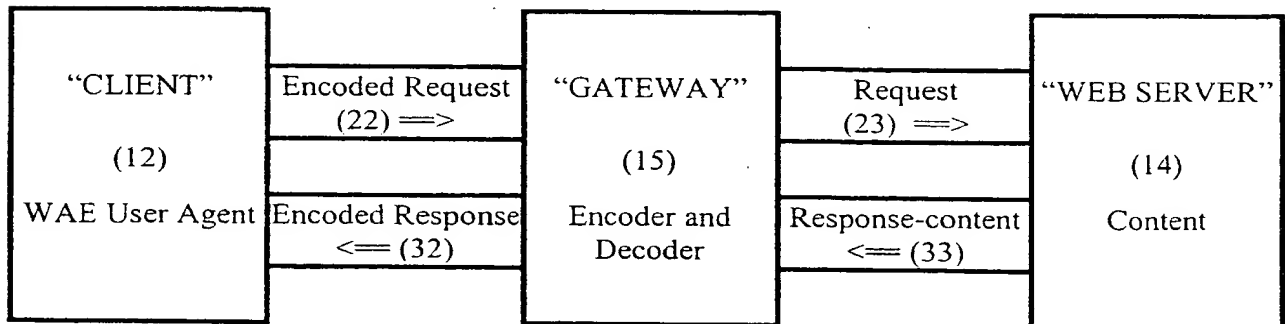 “CLIENT”
(12)
WAE User Agent
Encoded Request
(22) ==>
Encoded Response
<== (32)
“GATEWAY”
(15)
Encoder and
Decoder
Request
(23) ==>
Response-content
<== (33)
“WEB SERVER”
(14)
Content